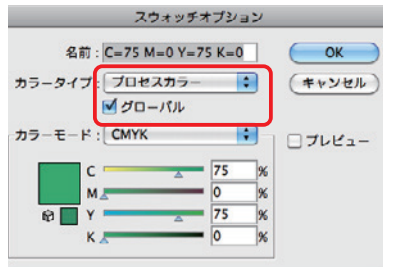 スウォッチオプション
名前 : C=75 M=0 Y=75 K=0
OK
カラータイプ : プロセスカラー
キャンセル
グローバル
カラーモード : CMYK
プレビュー
C 75 %
M 0 %
Y 75 %
K 0 %